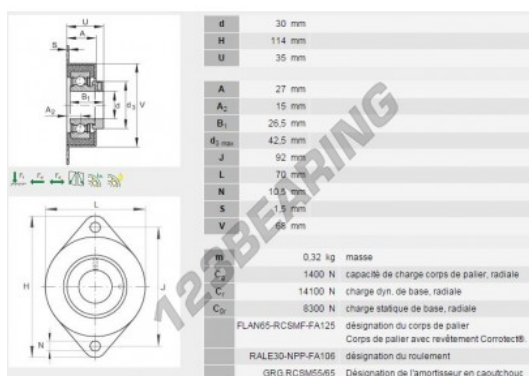 U
A
S
B1
A2
d
d3
V
L
H
J
N
d 30 mm
H 114 mm
U 35 mm
A 27 mm
A2 15 mm
B1 26,5 mm
d3 max 42,5 mm
J 92 mm
L 70 mm
N 10,5 mm
S 1,5 mm
V 68 mm
m 0,32 kg masse
1400 N capacité de charge corps de palier, radiale
Cr 14100 N charge dyn. de base, radiale
C0r 8300 N charge statique de base, radiale
FLAN65-RCSMF-FA125 désignation du corps de palier
Corps de palier avec revêtement Corrotect®.
RALE30-NPP-FA106 désignation du roulement
GRG.RCSM55/65 Désignation de l'amortisseur en caoutchouc
123BEARING